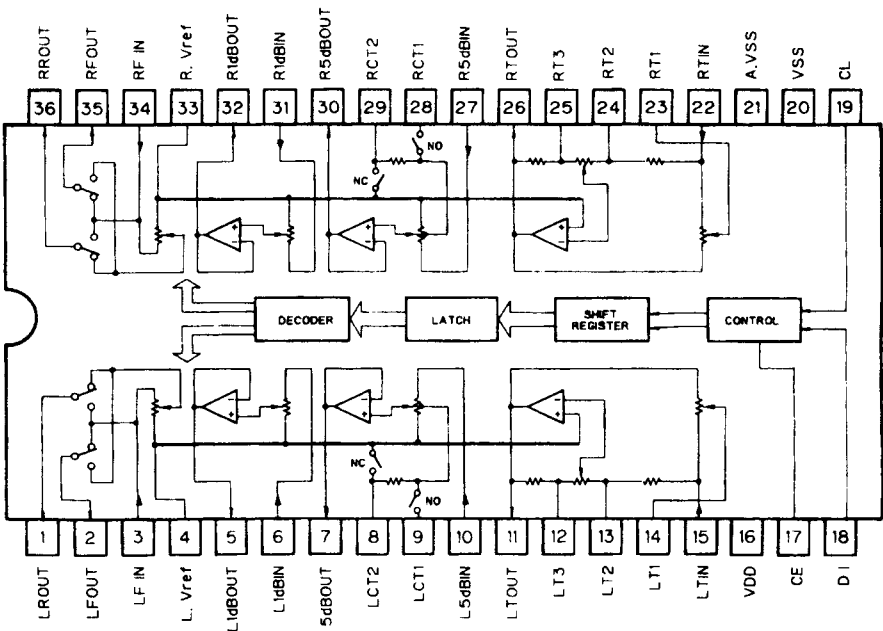 RROUT
RFOUT
RF IN
R. Vref
R1dBOUT
R1dBIN
R5dBOUT
RCT2
RCT1
R5dBIN
RTOUT
RT3
RT2
RT1
RTIN
A.VSS
VSS
CL
36 35 34 33 32 31 30 29 28 27 26 25 24 23 22 21 20 19
NO
NC
DECODER
LATCH
SHIFT
REGISTER
CONTROL
NC
NO
1 2 3 4 5 6 7 8 9 10 11 12 13 14 15 16 17 18
LROUT
LFOUT
LF IN
L. Vref
L1dBOUT
L1dBIN
5dBOUT
LCT2
LCT1
L5dBIN
LTOUT
LT3
LT2
LT1
LTIN
VDD
CE
DI